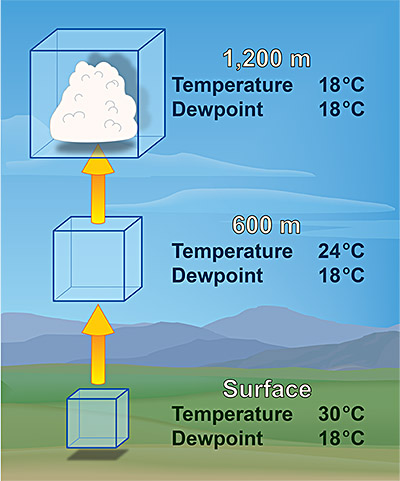 1,200 m
Temperature 18°C
Dewpoint 18°C
600 m
Temperature 24°C
Dewpoint 18°C
Surface
Temperature 30°C
Dewpoint 18°C